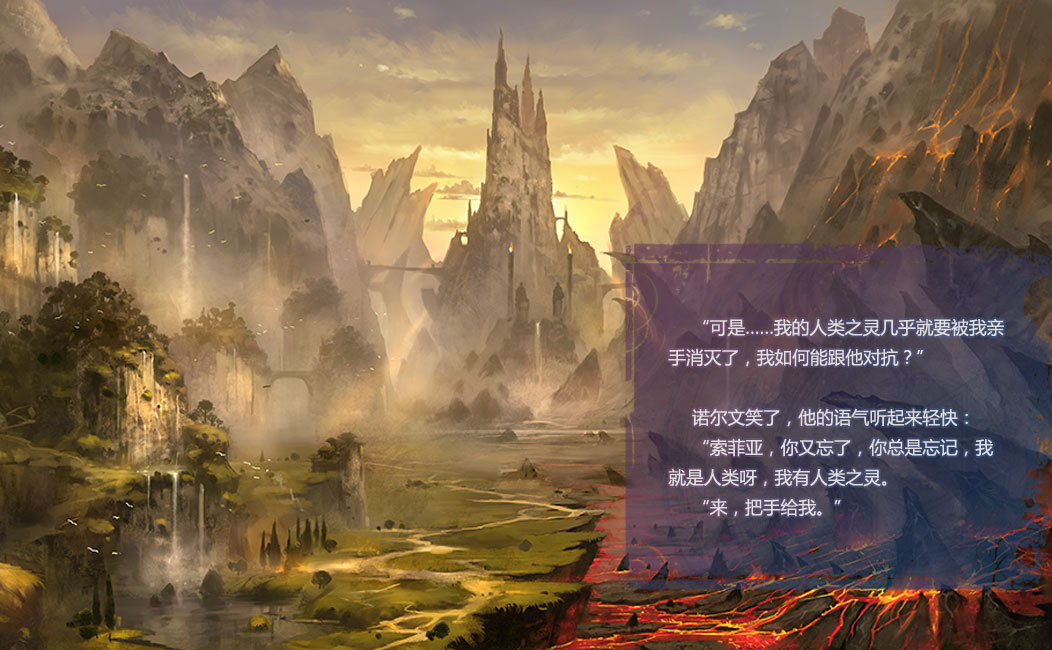 “可是……我的人类之灵几乎就要被我亲
手消灭了，我如何能跟他对抗？”
诺尔文笑了，他的语气听起来轻快：
“索菲亚，你又忘了，你总是忘记，我
就是人类呀，我有人类之灵。
“来，把手给我。”